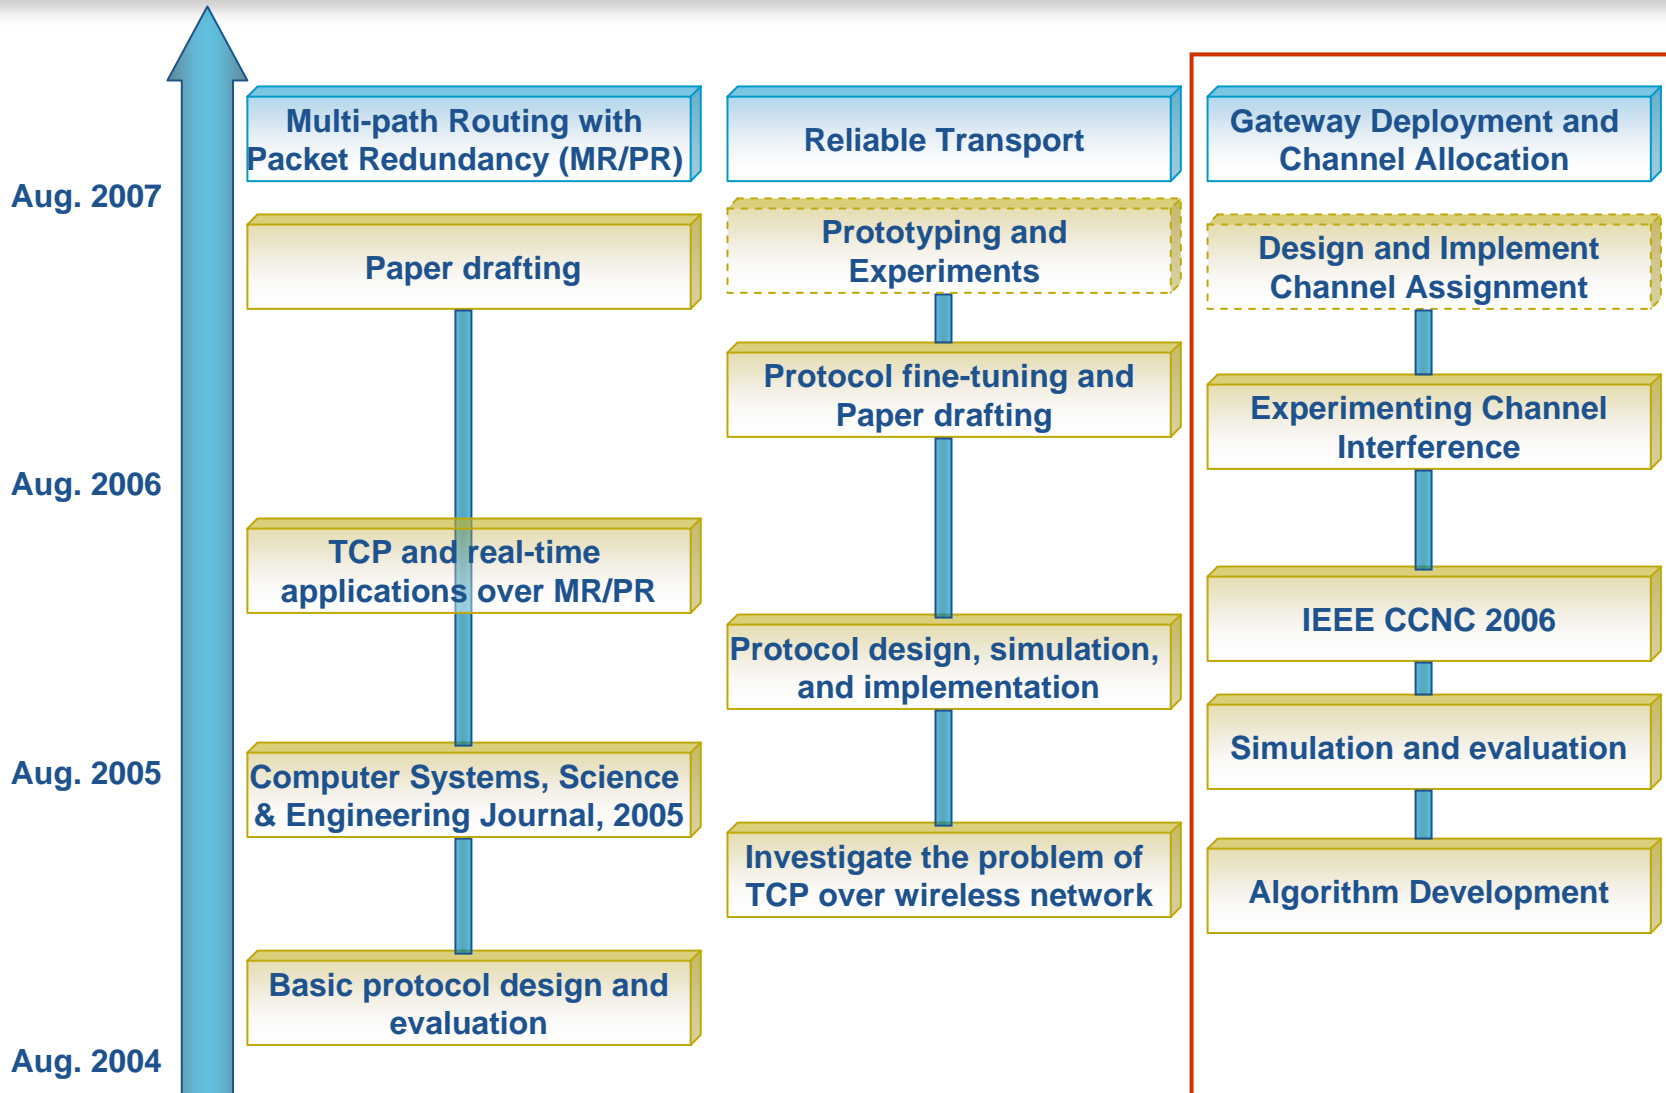 Multi-path Routing with
Packet Redundancy (MR/PR)
Reliable Transport
Gateway Deployment and
Channel Allocation
Aug. 2007
Paper drafting
Prototyping and
Experiments
Design and Implement
Channel Assignment
Protocol fine-tuning and
Paper drafting
Experimenting Channel
Interference
Aug. 2006
TCP and real-time
applications over MR/PR
IEEE CCNC 2006
Protocol design, simulation,
and implementation
Simulation and evaluation
Aug. 2005
Computer Systems, Science
& Engineering Journal, 2005
Investigate the problem of
TCP over wireless network
Algorithm Development
Basic protocol design and
evaluation
Aug. 2004